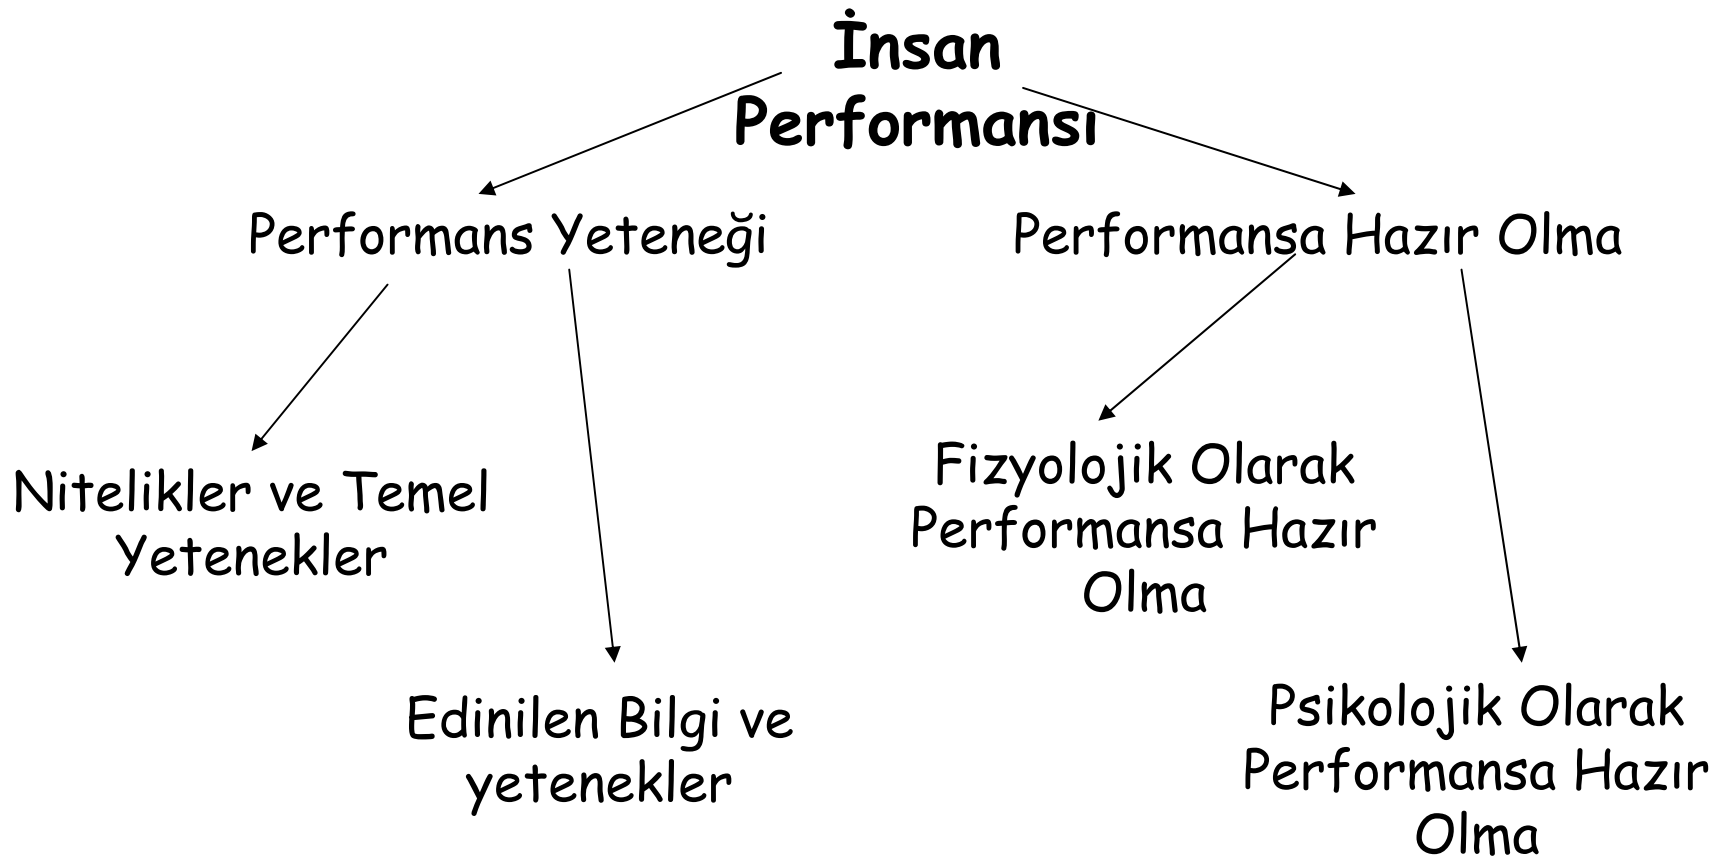 İnsan
Performansı
Performans Yeteneği
Performansa Hazır Olma
Nitelikler ve Temel
Yetenekler
Fizyolojik Olarak
Performansa Hazır
Olma
Edinilen Bilgi ve
yetenekler
Psikolojik Olarak
Performansa Hazır
Olma